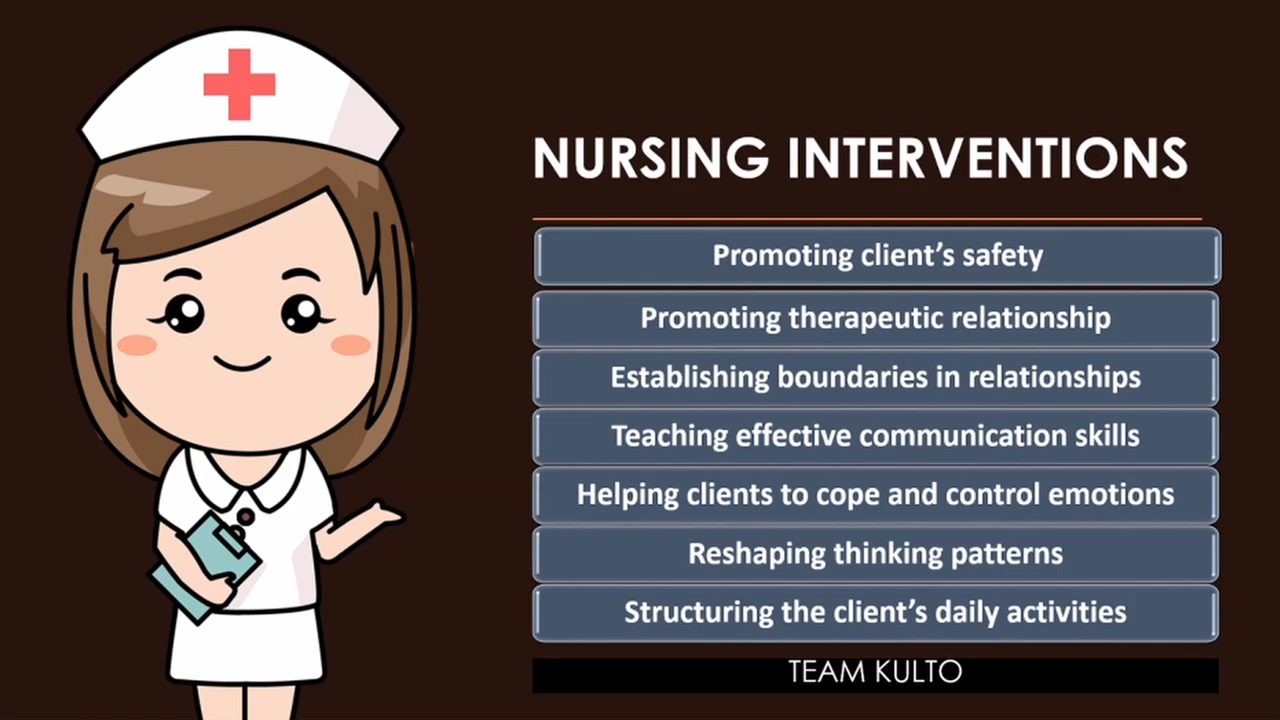 NURSING INTERVENTIONS
Promoting client’s safety
Promoting therapeutic relationship
Establishing boundaries in relationships
Teaching effective communication skills
Helping clients to cope and control emotions
Reshaping thinking patterns
Structuring the client’s daily activities
TEAM KULTO